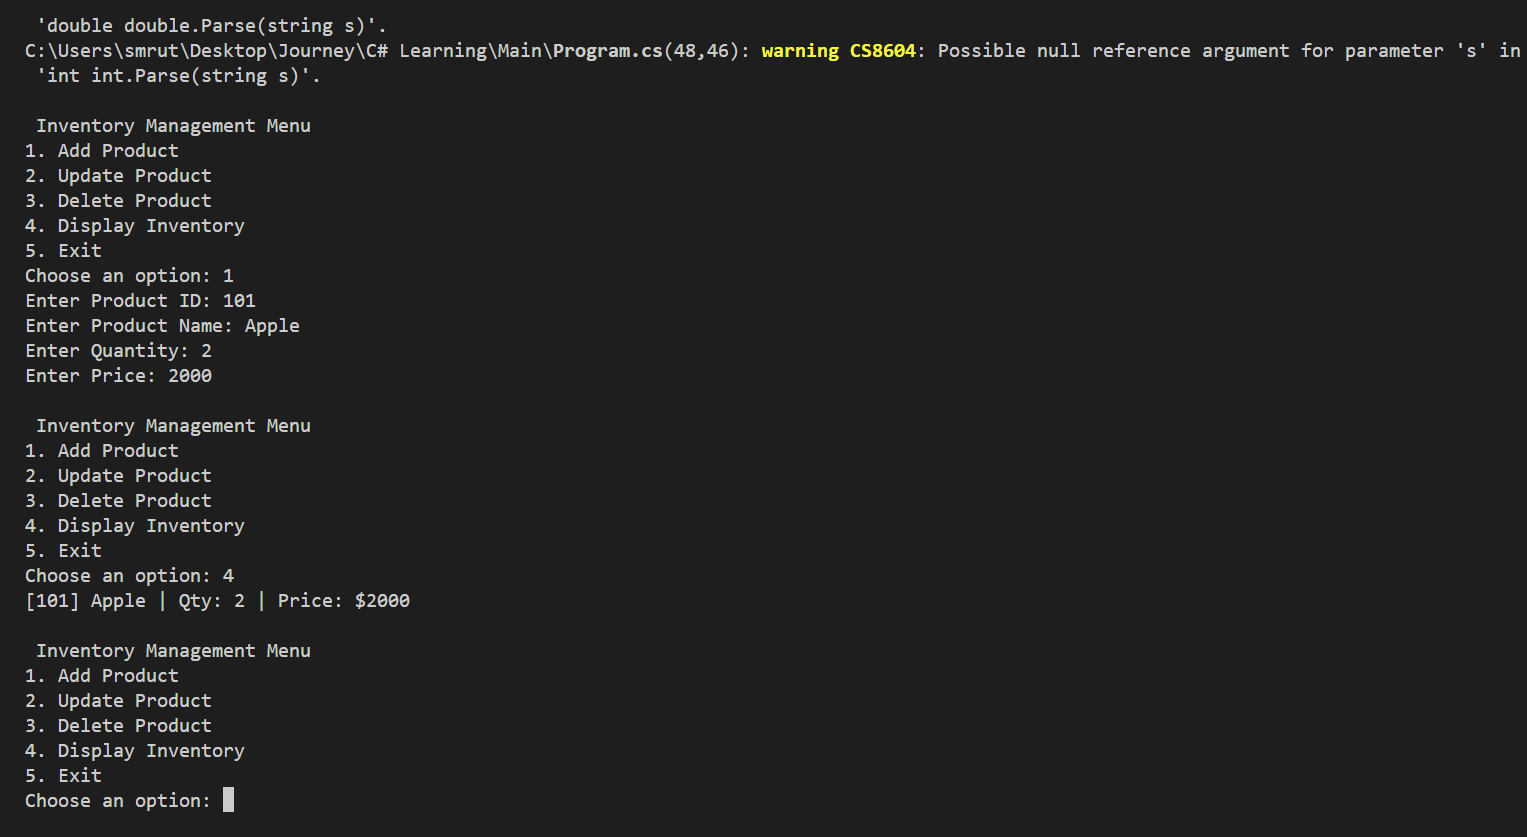 'double double.Parse(string s)'.
C:\Users\smrut\Desktop\Journey\C# Learning\Main\Program.cs(48,46): warning CS8604: Possible null reference argument for parameter 's' in
'int int.Parse(string s)'.
Inventory Management Menu
1. Add Product
2. Update Product
3. Delete Product
4. Display Inventory
5. Exit
Choose an option: 1
Enter Product ID: 101
Enter Product Name: Apple
Enter Quantity: 2
Enter Price: 2000
Inventory Management Menu
1. Add Product
2. Update Product
3. Delete Product
4. Display Inventory
5. Exit
Choose an option: 4
[101] Apple | Qty: 2 | Price: $2000
Inventory Management Menu
1. Add Product
2. Update Product
3. Delete Product
4. Display Inventory
5. Exit
Choose an option: